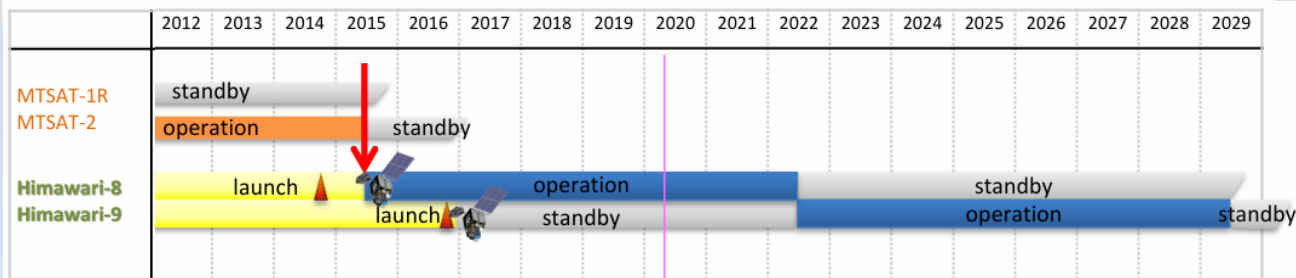 2012 2013 2014 2015 2016 2017 2018 2019 2020 2021 2022 2023 2024 2025 2026 2027 2028 2029
MTSAT-1R standby
MTSAT-2 operation standby
Himawari-8 launch operation standby
Himawari-9 launch standby operation standby